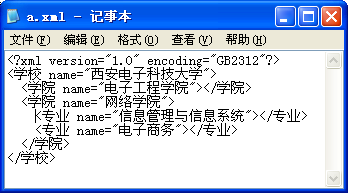 a.xml - 记事本
文件(F) 编辑(E) 格式(O) 查看(V) 帮助(H)
<?xml version="1.0" encoding="GB2312"?>
<学校 name="西安电子科技大学">
  <学院 name="电子工程学院"></学院>
  <学院 name="网络学院">
    <专业 name="信息管理与信息系统"></专业>
    <专业 name="电子商务"></专业>
  </学院>
</学校>